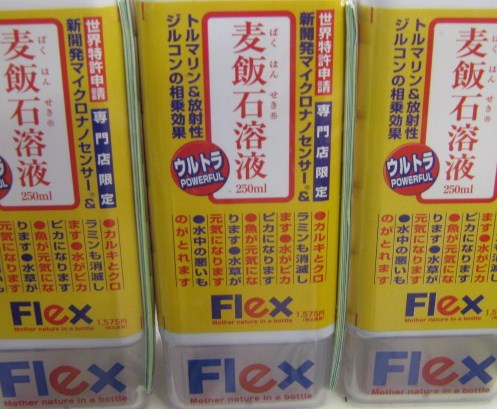 世界特許申請 専門店限定
新開発マイクロナノセンサー®&
トルマリン&放射性
ジルコンの相乗効果
ばくはんせき®
麦飯石溶液
250ml
ウルトラ
POWERFUL
●カルキとクロ
ラミンも消滅し
ます●水がピカ
ピカになります
●魚が元気にな
ります●水草が
元気になります
●水中の悪いも
のがとれます
Flex
1,575円
Mother nature in a bottle
Flex
Mother nature in a bottle